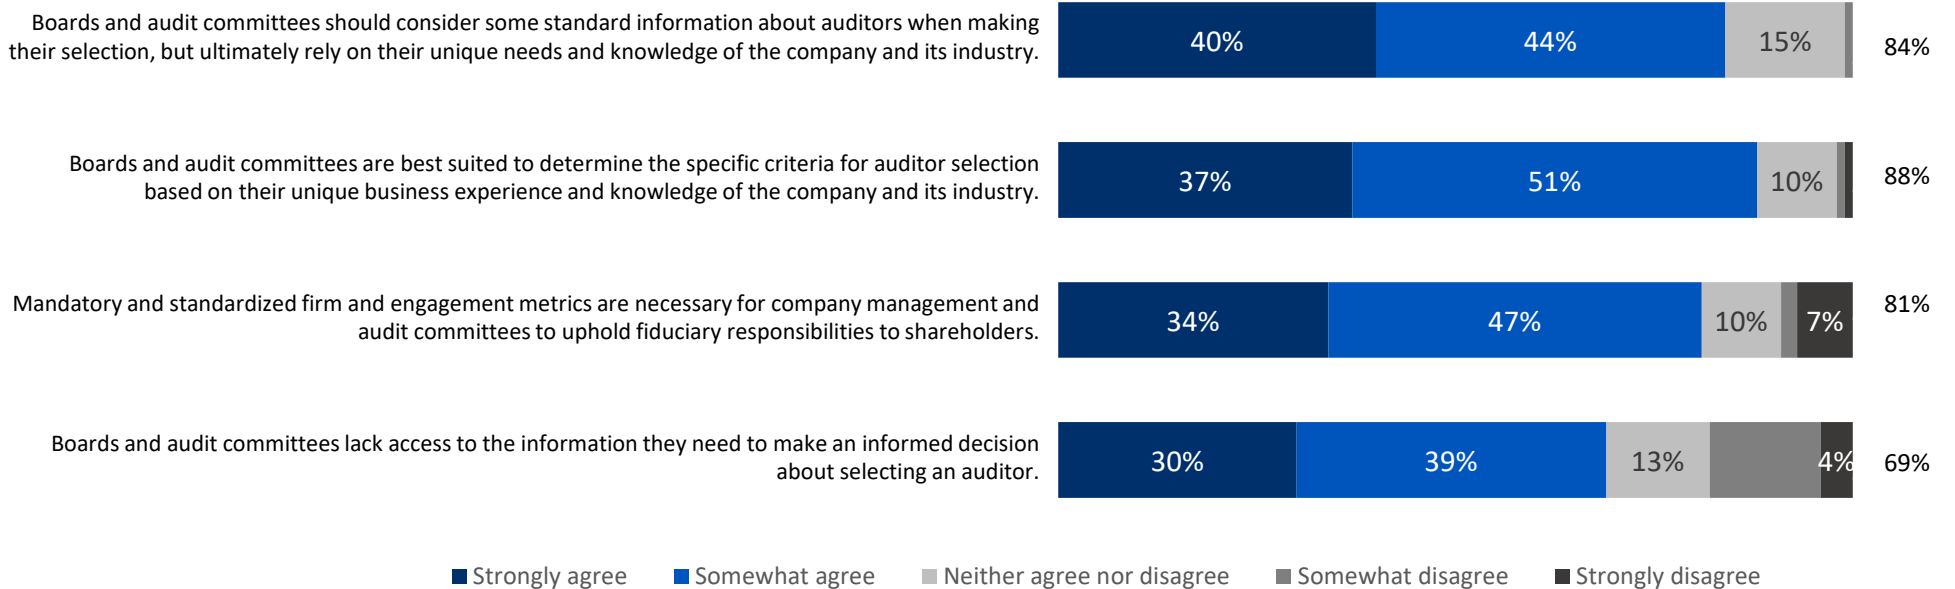 Boards and audit committees should consider some standard information about auditors when making
their selection, but ultimately rely on their unique needs and knowledge of the company and its industry.
40% 44% 15% 84%
Boards and audit committees are best suited to determine the specific criteria for auditor selection
based on their unique business experience and knowledge of the company and its industry.
37% 51% 10% 88%
Mandatory and standardized firm and engagement metrics are necessary for company management and
audit committees to uphold fiduciary responsibilities to shareholders.
34% 47% 10% 7% 81%
Boards and audit committees lack access to the information they need to make an informed decision
about selecting an auditor.
30% 39% 13% 4% 69%
Strongly agree Somewhat agree Neither agree nor disagree Somewhat disagree Strongly disagree